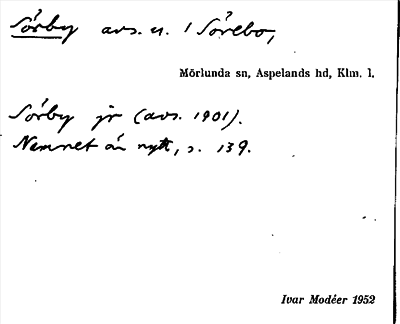 Sörby avs. u. 1 Sörebo,
Mörlunda sn, Aspelands hd, Klm. l.
Sörby jr (avs. 1901).
Namnet är nytt, s. 139.
Ivar Modéer 1952